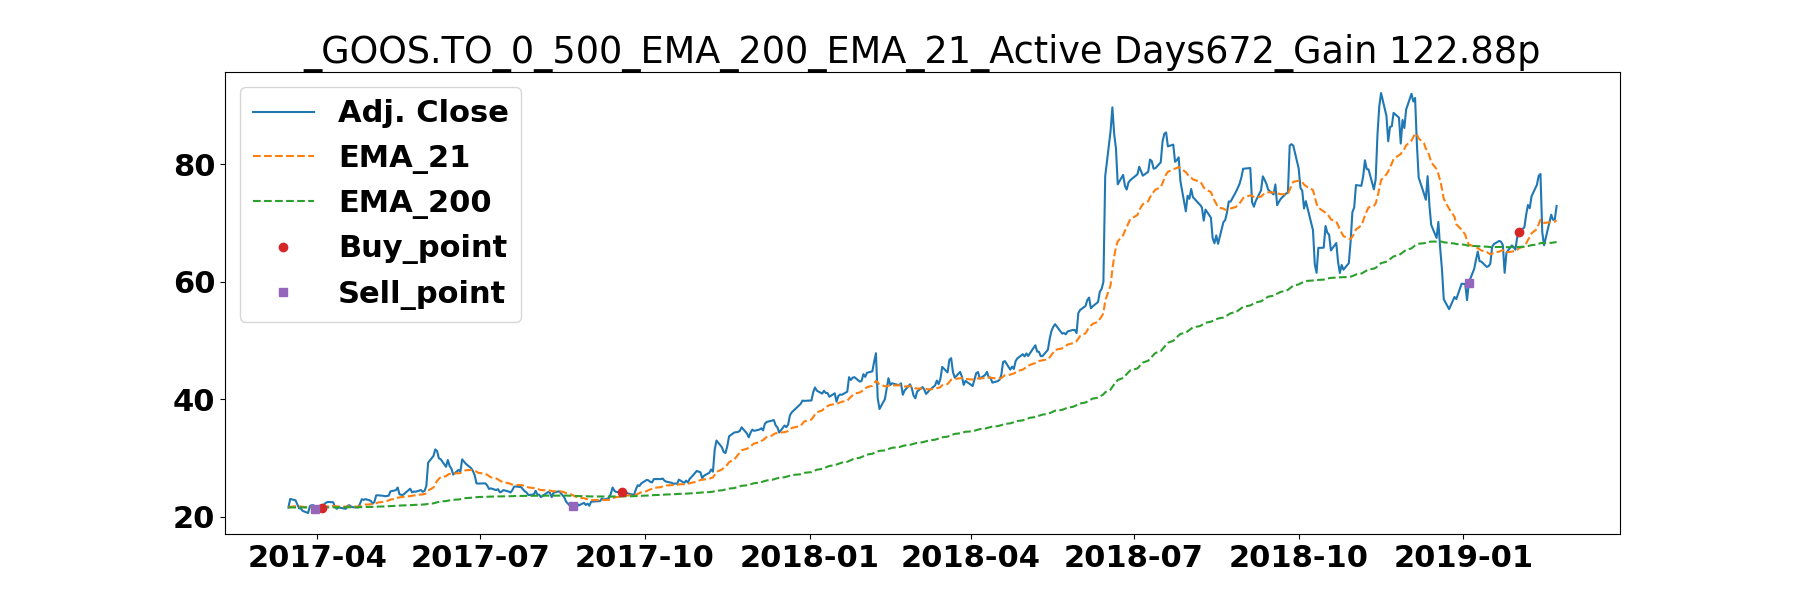 _GOOS.TO_0_500_EMA_200_EMA_21_Active Days672_Gain 122.88p
Adj. Close
EMA_21
EMA_200
Buy_point
Sell_point
80
60
40
20
2017-04 2017-07 2017-10 2018-01 2018-04 2018-07 2018-10 2019-01